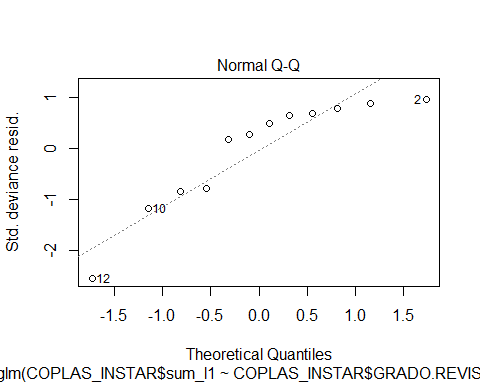 Normal Q-Q
Std. deviance resid.
1
0
-1
-2
2
10
12
-1.5 -1.0 -0.5 0.0 0.5 1.0 1.5
Theoretical Quantiles
glm(COPLAS_INSTAR$sum_I1 ~ COPLAS_INSTAR$GRADO.REVIS